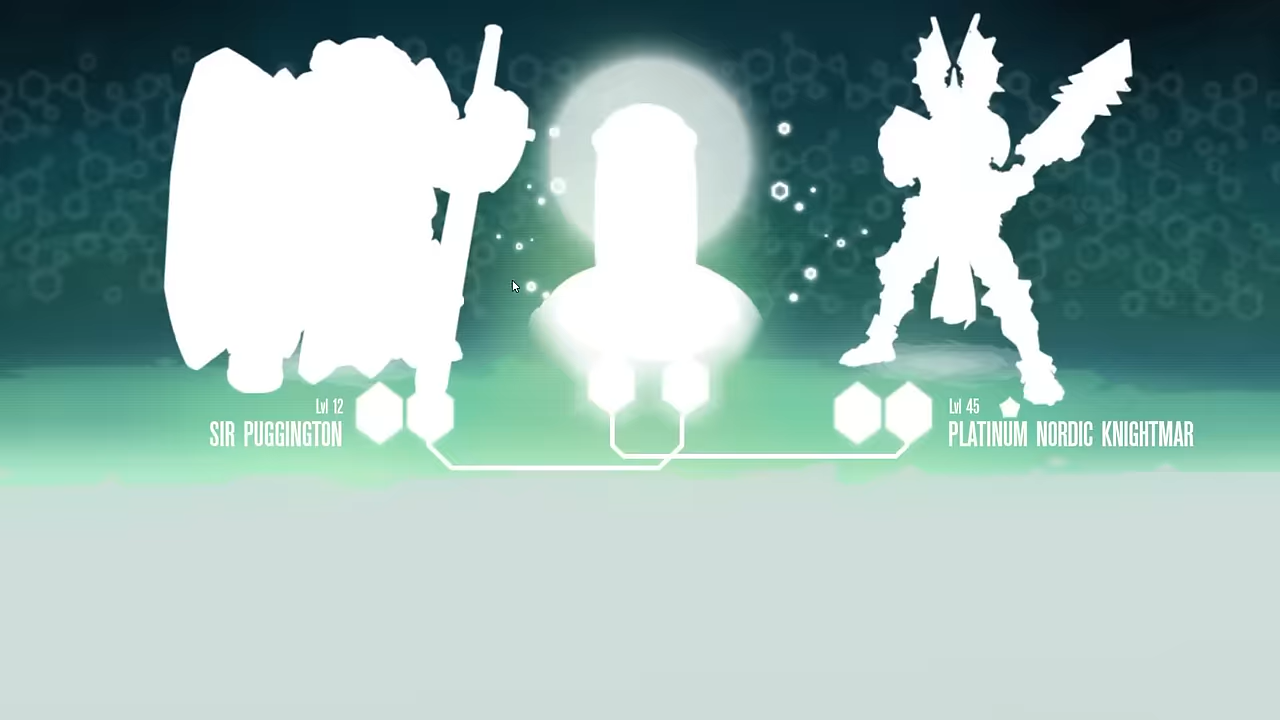 Lvl 12
SIR PUGGINGTON
Lvl 45
PLATINUM NORDIC KNIGHTMAR